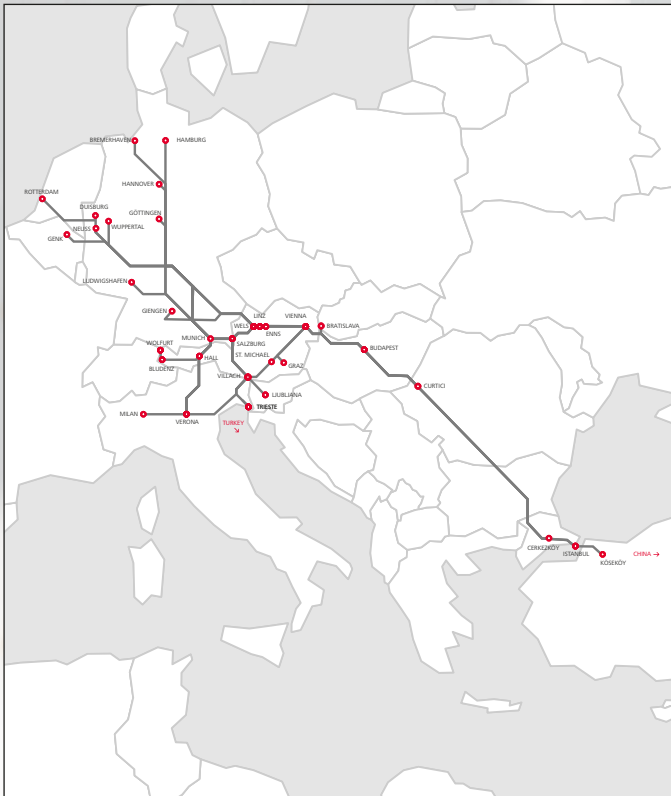 BREMERHAVEN
HAMBURG
HANNOVER
ROTTERDAM
DUISBURG
GÖTTINGEN
NEUSS
WUPPERTAL
GENK
LUDWIGSHAFEN
GIENGEN
LINZ
VIENNA
WELS
ENNS
BRATISLAVA
MUNICH
SALZBURG
WOLFURT
BUDAPEST
ST. MICHAEL
HALL
GRAZ
BLUDENZ
VILLACH
CURTICI
LJUBLJANA
TRIESTE
MILAN
VERONA
TURKEY ↘
CERKEZKÖY
ISTANBUL
CHINA →
KÖSEKÖY